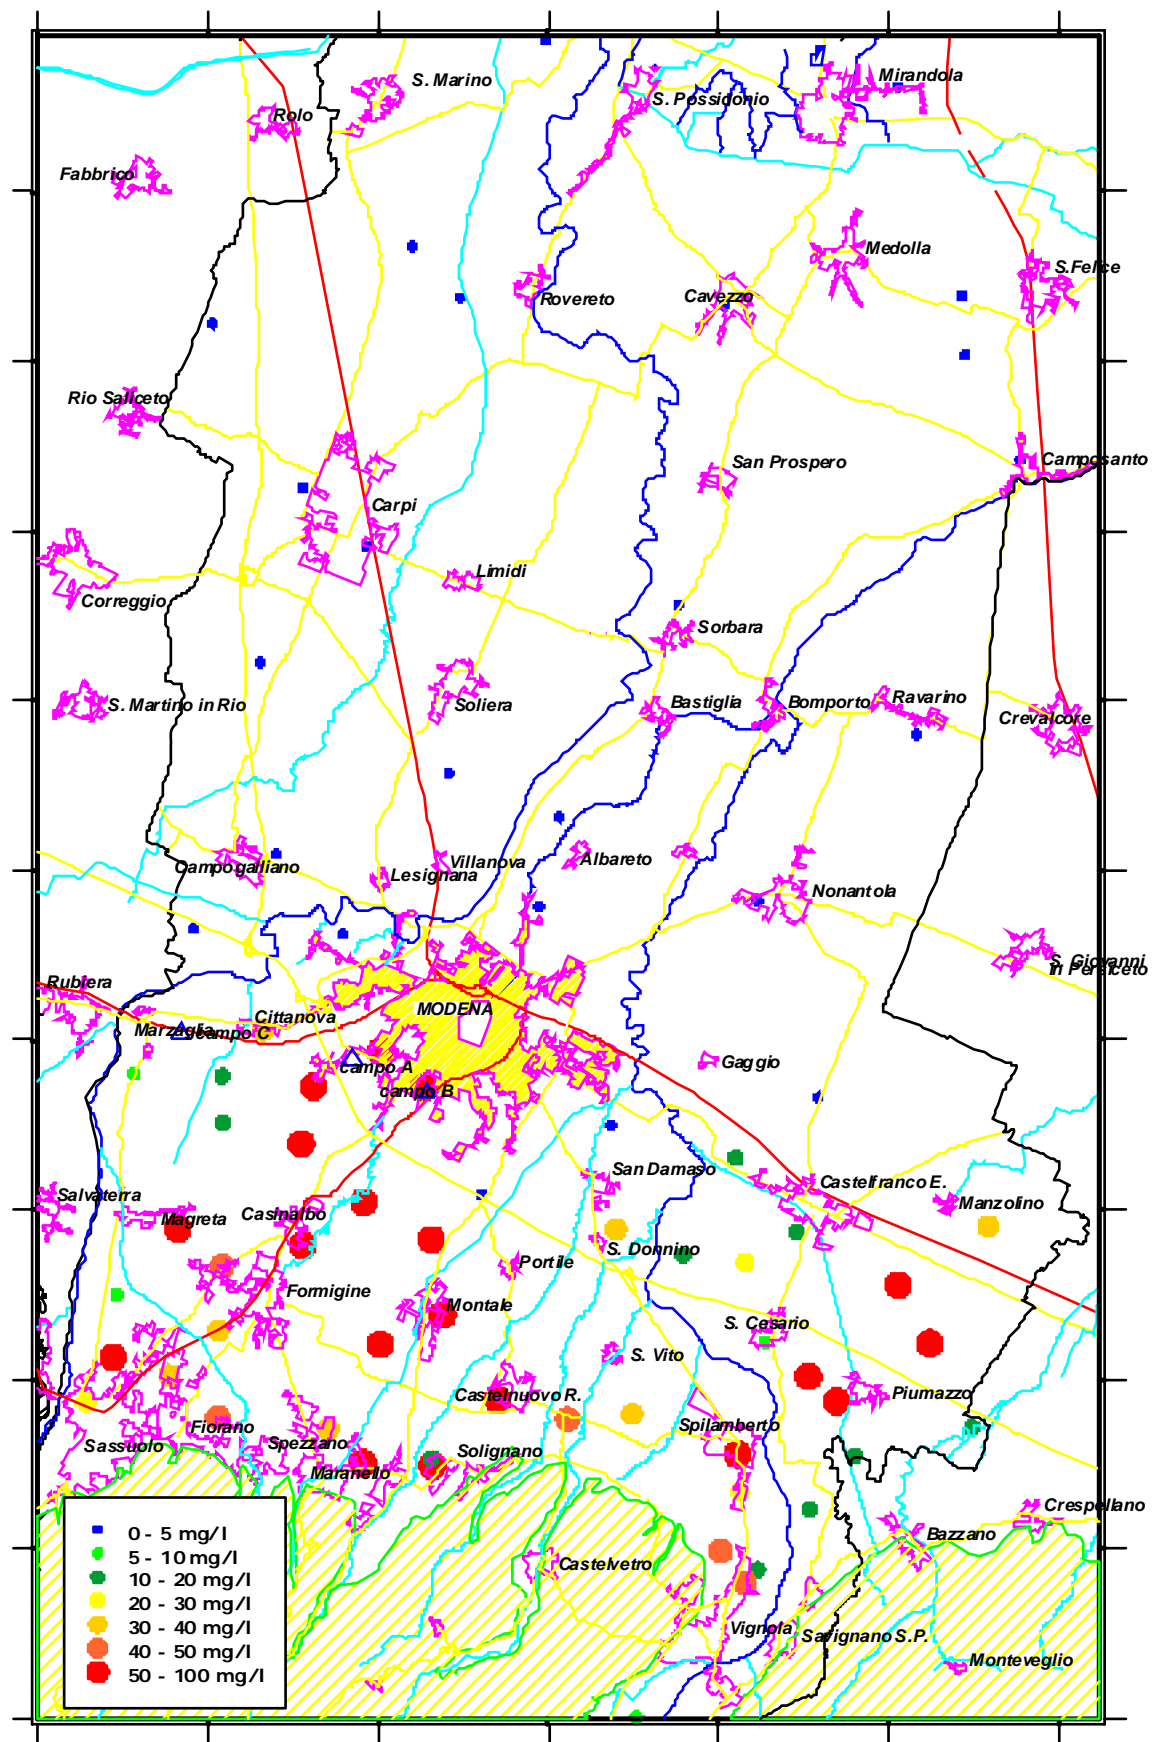 S. Marino
Mirandola
S. Possidonio
Rolo
Fabbrico
Medolla
S.Felice
Rovereto
Cavezzo
Rio Saliceto
San Prospero
Camposanto
Carpi
Limidi
Correggio
Sorbara
S. Martino in Rio
Soliera
Bastiglia
Bomporto
Ravarino
Crevalcore
Campogalliano
Villanova
Albareto
Lesignana
Nonantola
S. Giovanni
in Persiceto
Rubiera
MODENA
Cittanova
Marzaglia
campo C
campo A
Gaggio
campo B
San Damaso
Castelfranco E.
Salvaterra
Manzolino
Magreta
Casinalbo
S. Donnino
Portile
Formigine
Montale
S. Cesario
S. Vito
Piumazzo
Castelnuovo R.
Fiorano
Spilamberto
Sassuolo
Spezzano
Solignano
Maranello
Crespellano
Bazzano
Castelvetro
Vignola
Savignano S.P.
Monteveglio
0 - 5 mg/l
5 - 10 mg/l
10 - 20 mg/l
20 - 30 mg/l
30 - 40 mg/l
40 - 50 mg/l
50 - 100 mg/l